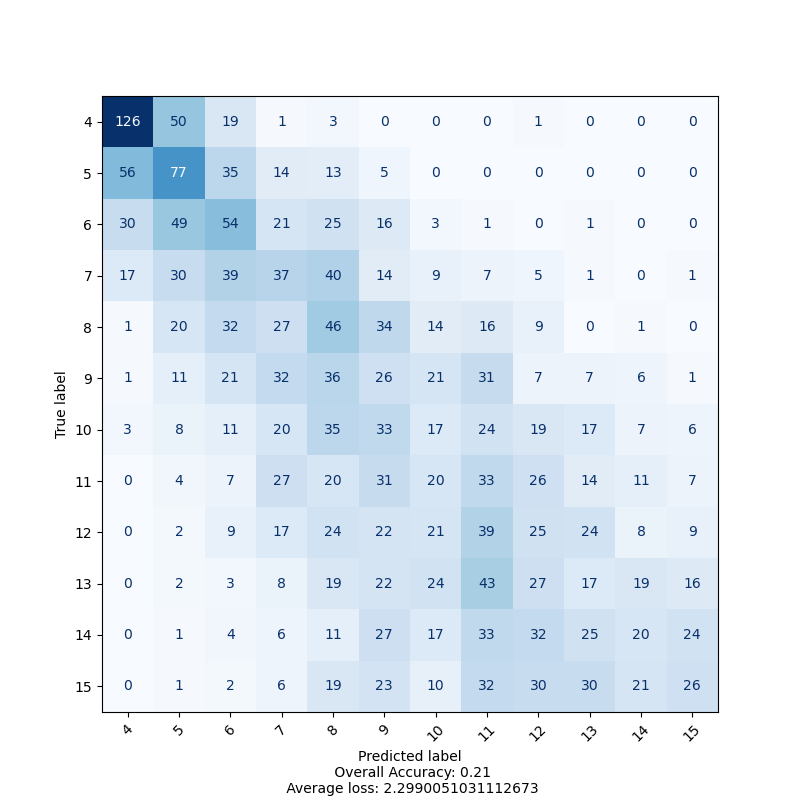 4 126 50 19 1 3 0 0 0 1 0 0 0
5 56 77 35 14 13 5 0 0 0 0 0 0
6 30 49 54 21 25 16 3 1 0 1 0 0
7 17 30 39 37 40 14 9 7 5 1 0 1
8 1 20 32 27 46 34 14 16 9 0 1 0
9 1 11 21 32 36 26 21 31 7 7 6 1
True label
10 3 8 11 20 35 33 17 24 19 17 7 6
11 0 4 7 27 20 31 20 33 26 14 11 7
12 0 2 9 17 24 22 21 39 25 24 8 9
13 0 2 3 8 19 22 24 43 27 17 19 16
14 0 1 4 6 11 27 17 33 32 25 20 24
15 0 1 2 6 19 23 10 32 30 30 21 26
4 5 6 7 8 9 10 11 12 13 14 15
Predicted label
Overall Accuracy: 0.21
Average loss: 2.2990051031112673